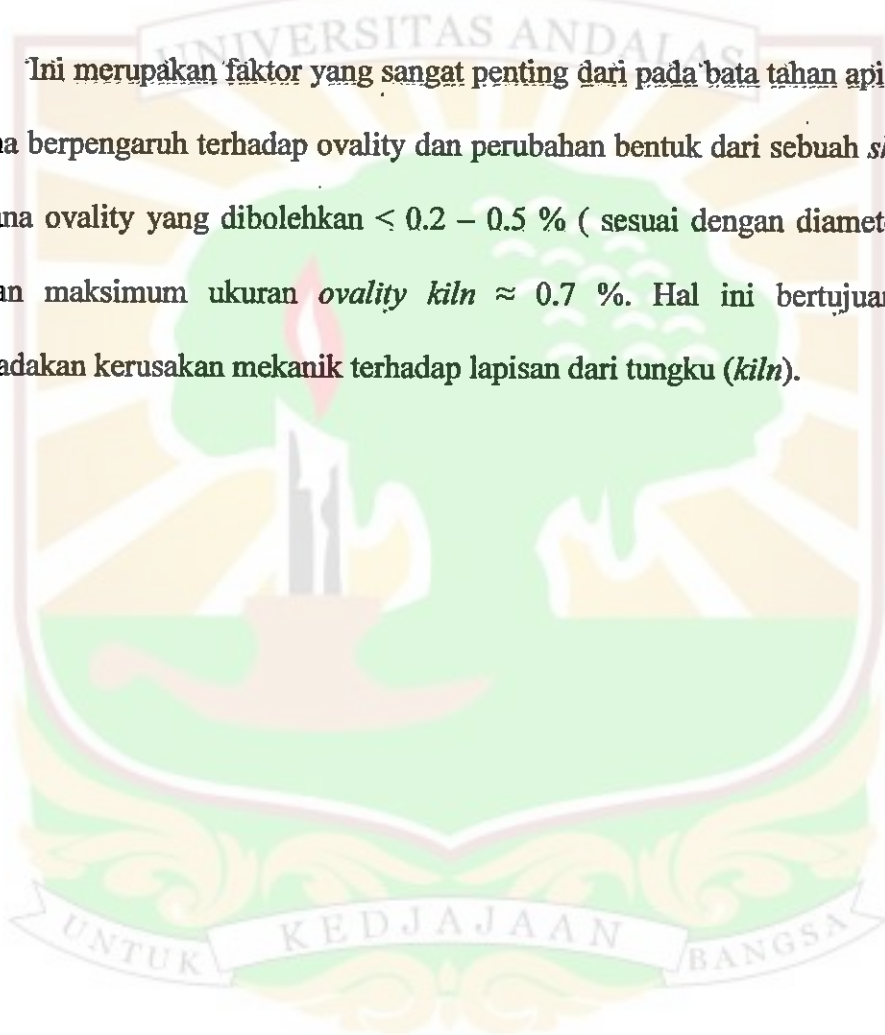 UNIVERSITAS ANDALAS
Ini merupakan faktor yang sangat penting dari pada bata tahan api
a berpengaruh terhadap ovality dan perubahan bentuk dari sebuah
na ovality yang dibolehkan < 0.2 – 0.5 % ( sesuai dengan diamet
an maksimum ukuran ovality kiln ≈ 0.7 %. Hal ini bertujuan
adakan kerusakan mekanik terhadap lapisan dari tungku (kiln).
UNTUK KEDJAJAAN BANGSA